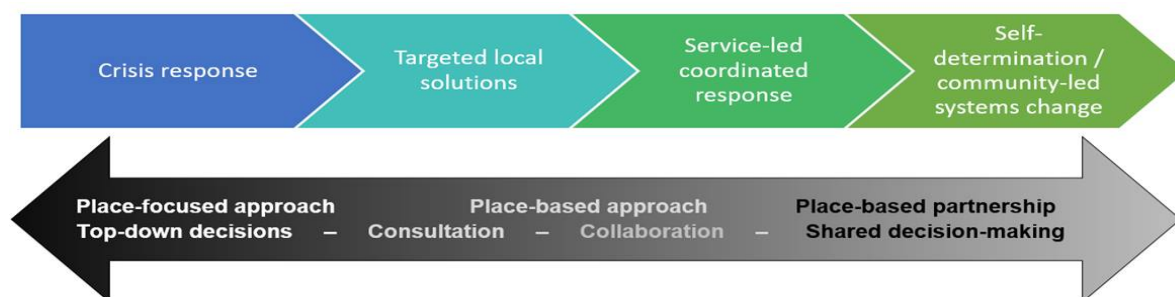 Crisis response
Targeted local
solutions
Service-led
coordinated
response
Self-
determination /
community-led
systems change
Place-focused approach Place-based approach Place-based partnership
Top-down decisions – Consultation – Collaboration – Shared decision-making